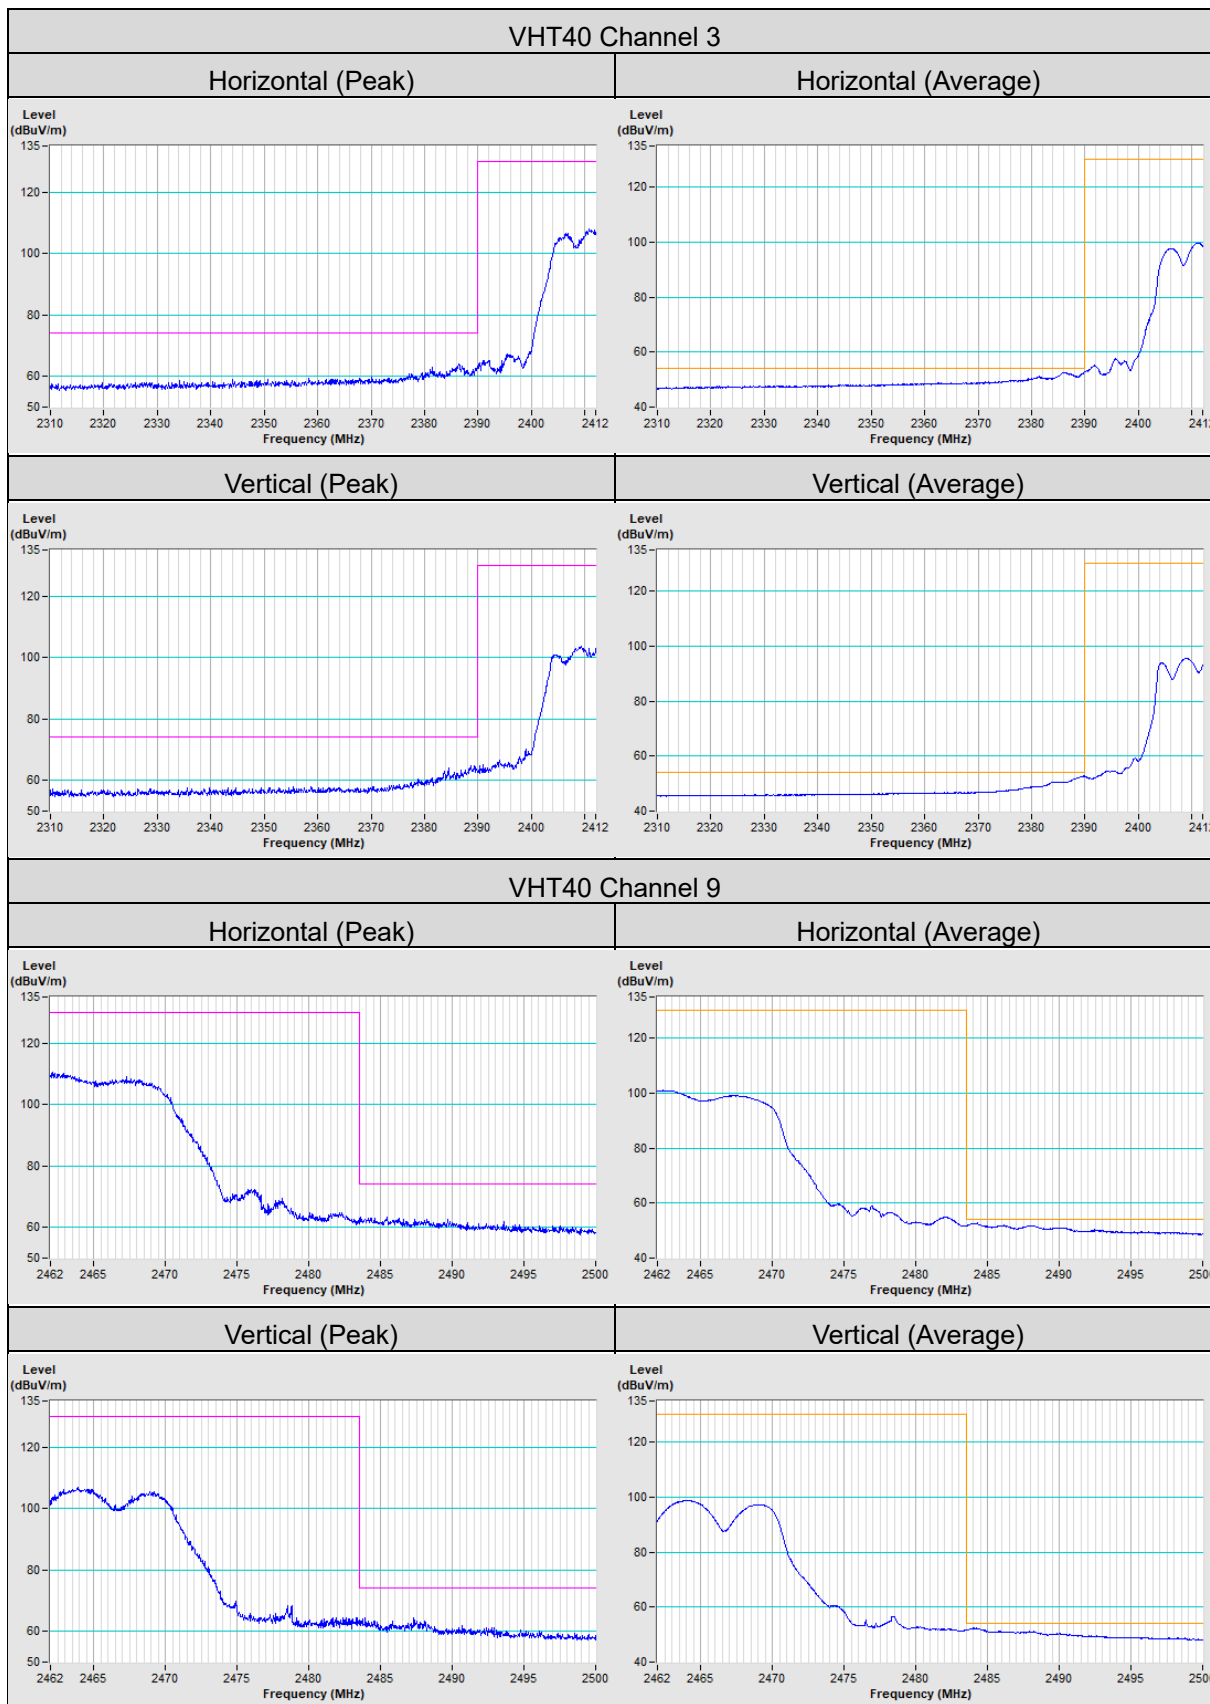 VHT40 Channel 3
Horizontal (Peak)
Horizontal (Average)
Level
(dBuV/m)
135
120
100
80
60
50
2310 2320 2330 2340 2350 2360 2370 2380 2390 2400 2412
Frequency (MHz)
Level
(dBuV/m)
135
120
100
80
60
40
2310 2320 2330 2340 2350 2360 2370 2380 2390 2400 241
Frequency (MHz)
Vertical (Peak)
Vertical (Average)
Level
(dBuV/m)
135
120
100
80
60
50
2310 2320 2330 2340 2350 2360 2370 2380 2390 2400 2412
Frequency (MHz)
Level
(dBuV/m)
135
120
100
80
60
40
2310 2320 2330 2340 2350 2360 2370 2380 2390 2400 241
Frequency (MHz)
VHT40 Channel 9
Horizontal (Peak)
Horizontal (Average)
Level
(dBuV/m)
135
120
100
80
60
50
2462 2465 2470 2475 2480 2485 2490 2495 2500
Frequency (MHz)
Level
(dBuV/m)
135
120
100
80
60
40
2462 2465 2470 2475 2480 2485 2490 2495 2500
Frequency (MHz)
Vertical (Peak)
Vertical (Average)
Level
(dBuV/m)
135
120
100
80
60
50
2462 2465 2470 2475 2480 2485 2490 2495 2500
Frequency (MHz)
Level
(dBuV/m)
135
120
100
80
60
40
2462 2465 2470 2475 2480 2485 2490 2495 2500
Frequency (MHz)